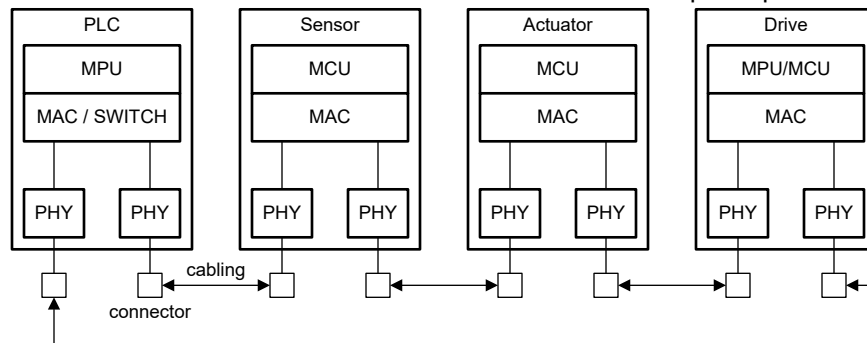 PLC Sensor Actuator Drive
MPU MCU MCU MPU/MCU
MAC / SWITCH MAC MAC MAC
PHY PHY PHY PHY PHY PHY PHY PHY
cabling
connector